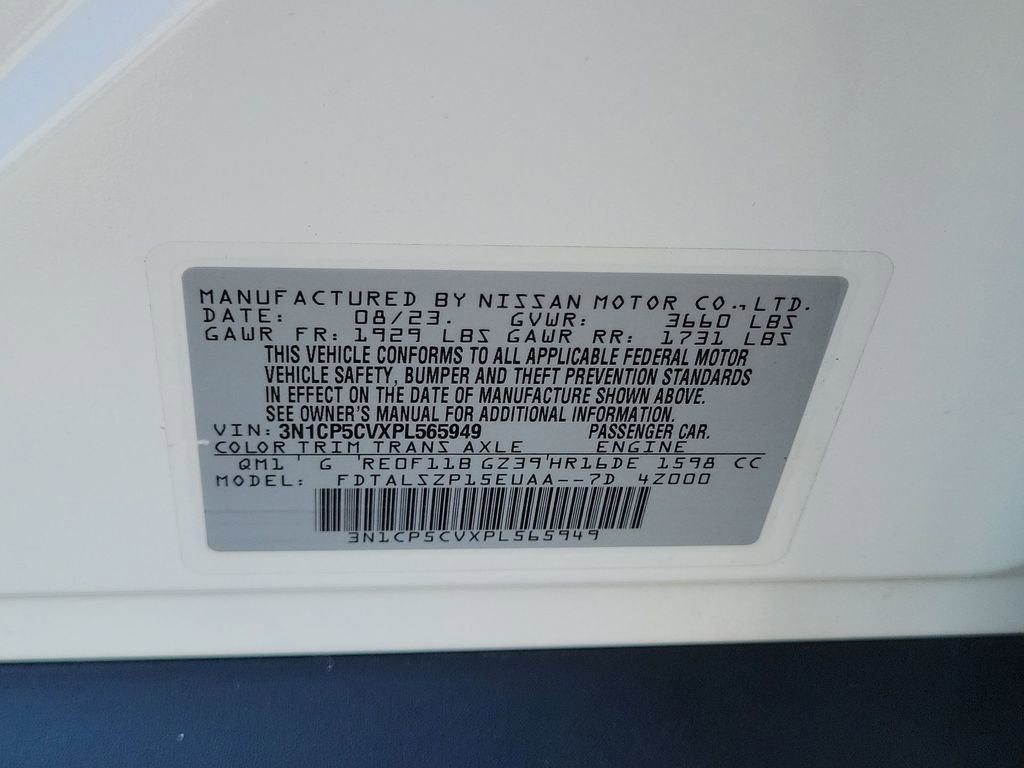 MANUFACTURED BY NISSAN MOTOR CO.,LTD.
DATE: 08/23. GVWR: 3660 LBS
GAWR FR: 1929 LBS GAWR RR: 1731 LBS
THIS VEHICLE CONFORMS TO ALL APPLICABLE FEDERAL MOTOR
VEHICLE SAFETY, BUMPER AND THEFT PREVENTION STANDARDS
IN EFFECT ON THE DATE OF MANUFACTURE SHOWN ABOVE.
SEE OWNER'S MANUAL FOR ADDITIONAL INFORMATION.
VIN: 3N1CP5CVXPL565949 PASSENGER CAR.
COLOR TRIM TRANS AXLE ENGINE
QM1' G 'RE0F11B GZ39'HR16DE 1598 CC
MODEL: FDTALSZP15EUAA--7D 4Z000
3N1CP5CVXPL565949